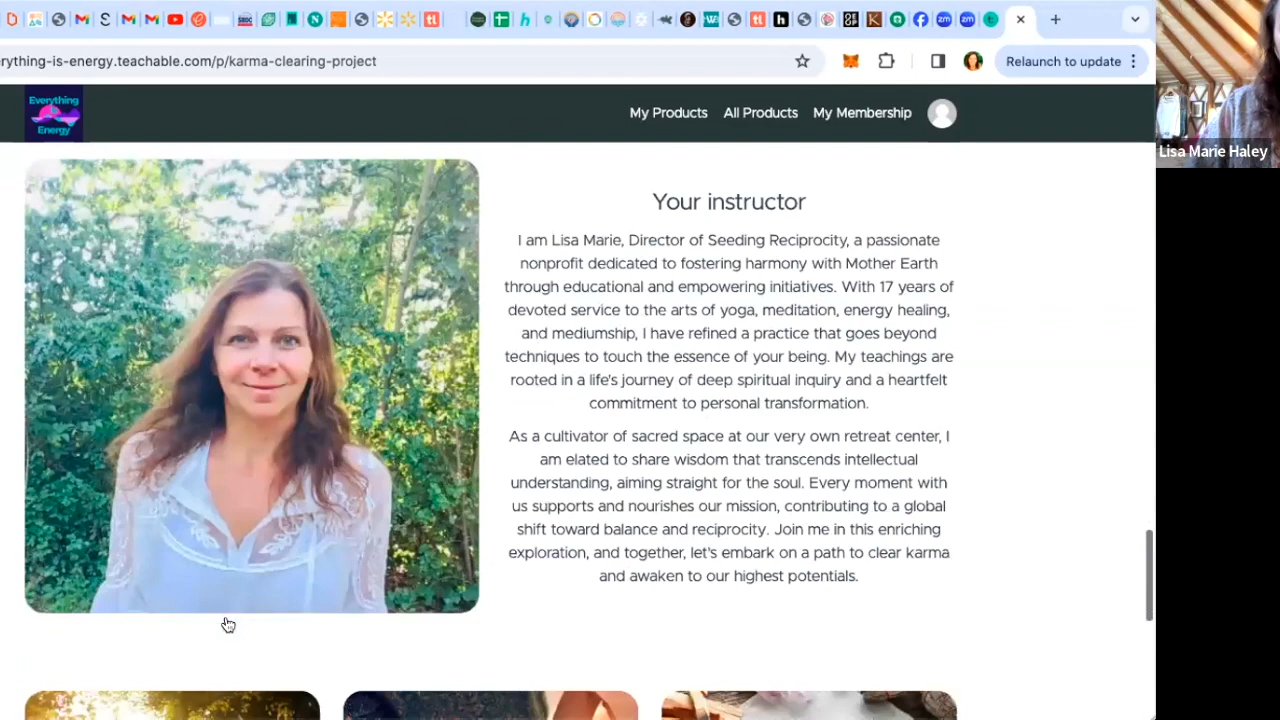 rything-is-energy.teachable.com/p/karma-clearing-project
Relaunch to update
Everything
Energy
My Products
All Products
My Membership
Lisa Marie Haley
Your instructor
I am Lisa Marie, Director of Seeding Reciprocity, a passionate
nonprofit dedicated to fostering harmony with Mother Earth
through educational and empowering initiatives. With 17 years of
devoted service to the arts of yoga, meditation, energy healing,
and mediumship, I have refined a practice that goes beyond
techniques to touch the essence of your being. My teachings are
rooted in a life's journey of deep spiritual inquiry and a heartfelt
commitment to personal transformation.
As a cultivator of sacred space at our very own retreat center, I
am elated to share wisdom that transcends intellectual
understanding, aiming straight for the soul. Every moment with
us supports and nourishes our mission, contributing to a global
shift toward balance and reciprocity. Join me in this enriching
exploration, and together, let's embark on a path to clear karma
and awaken to our highest potentials.